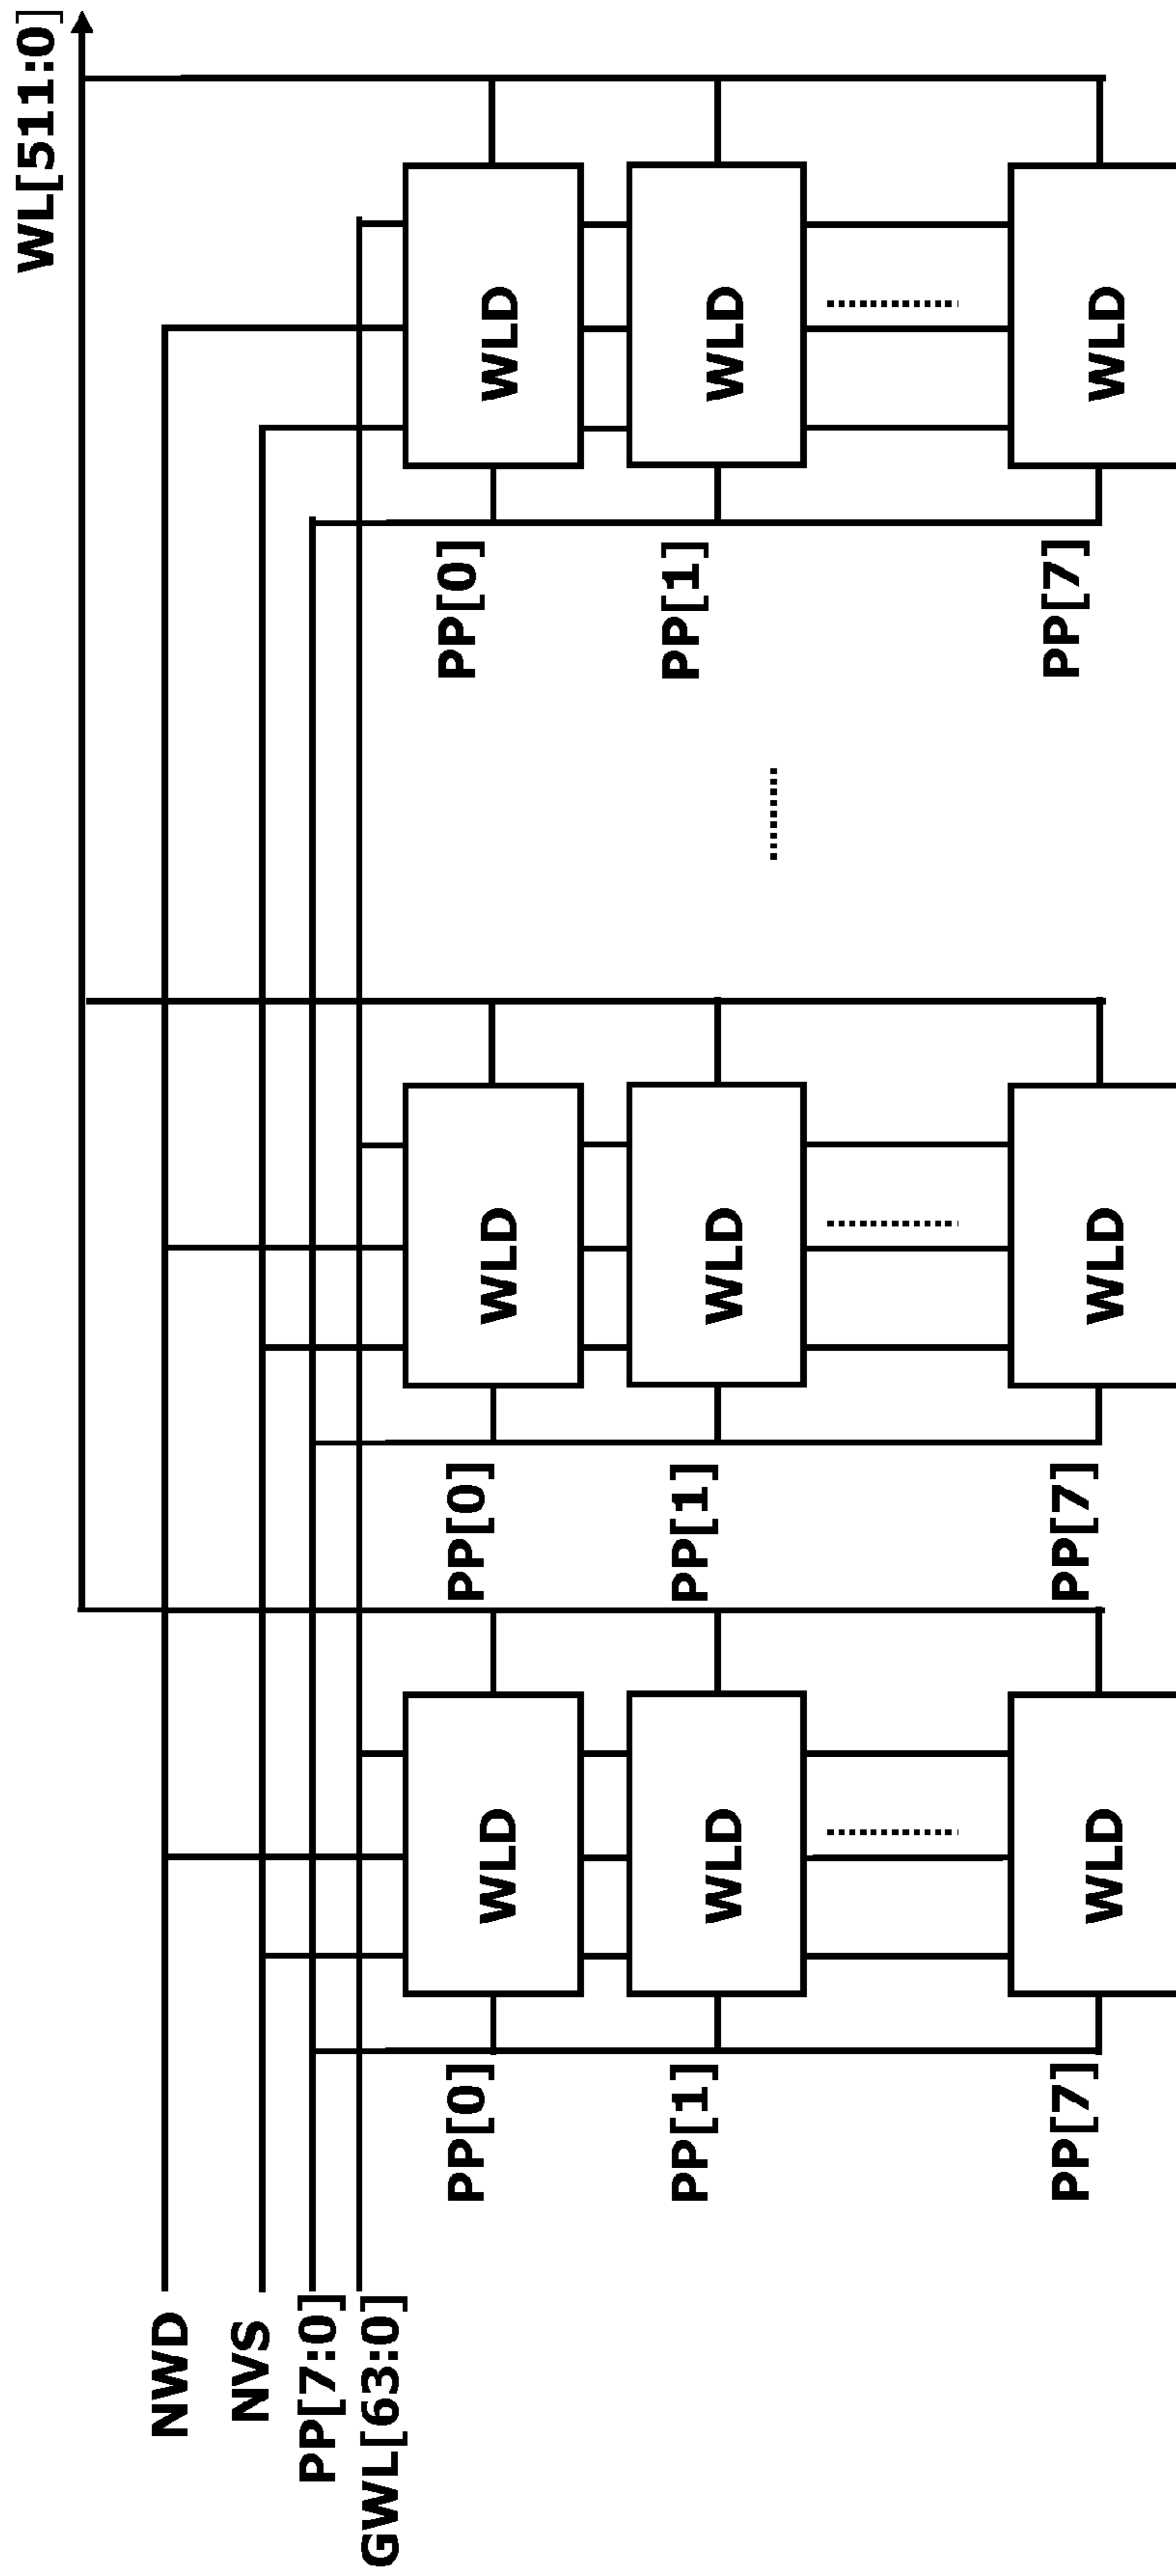 WL[511:0]
NWD
NVS
PP[7:0]
GWL[63:0]
PP[0]
WLD
PP[0]
WLD
PP[0]
WLD
PP[1]
WLD
PP[1]
WLD
PP[1]
WLD
PP[7]
WLD
PP[7]
WLD
PP[7]
WLD